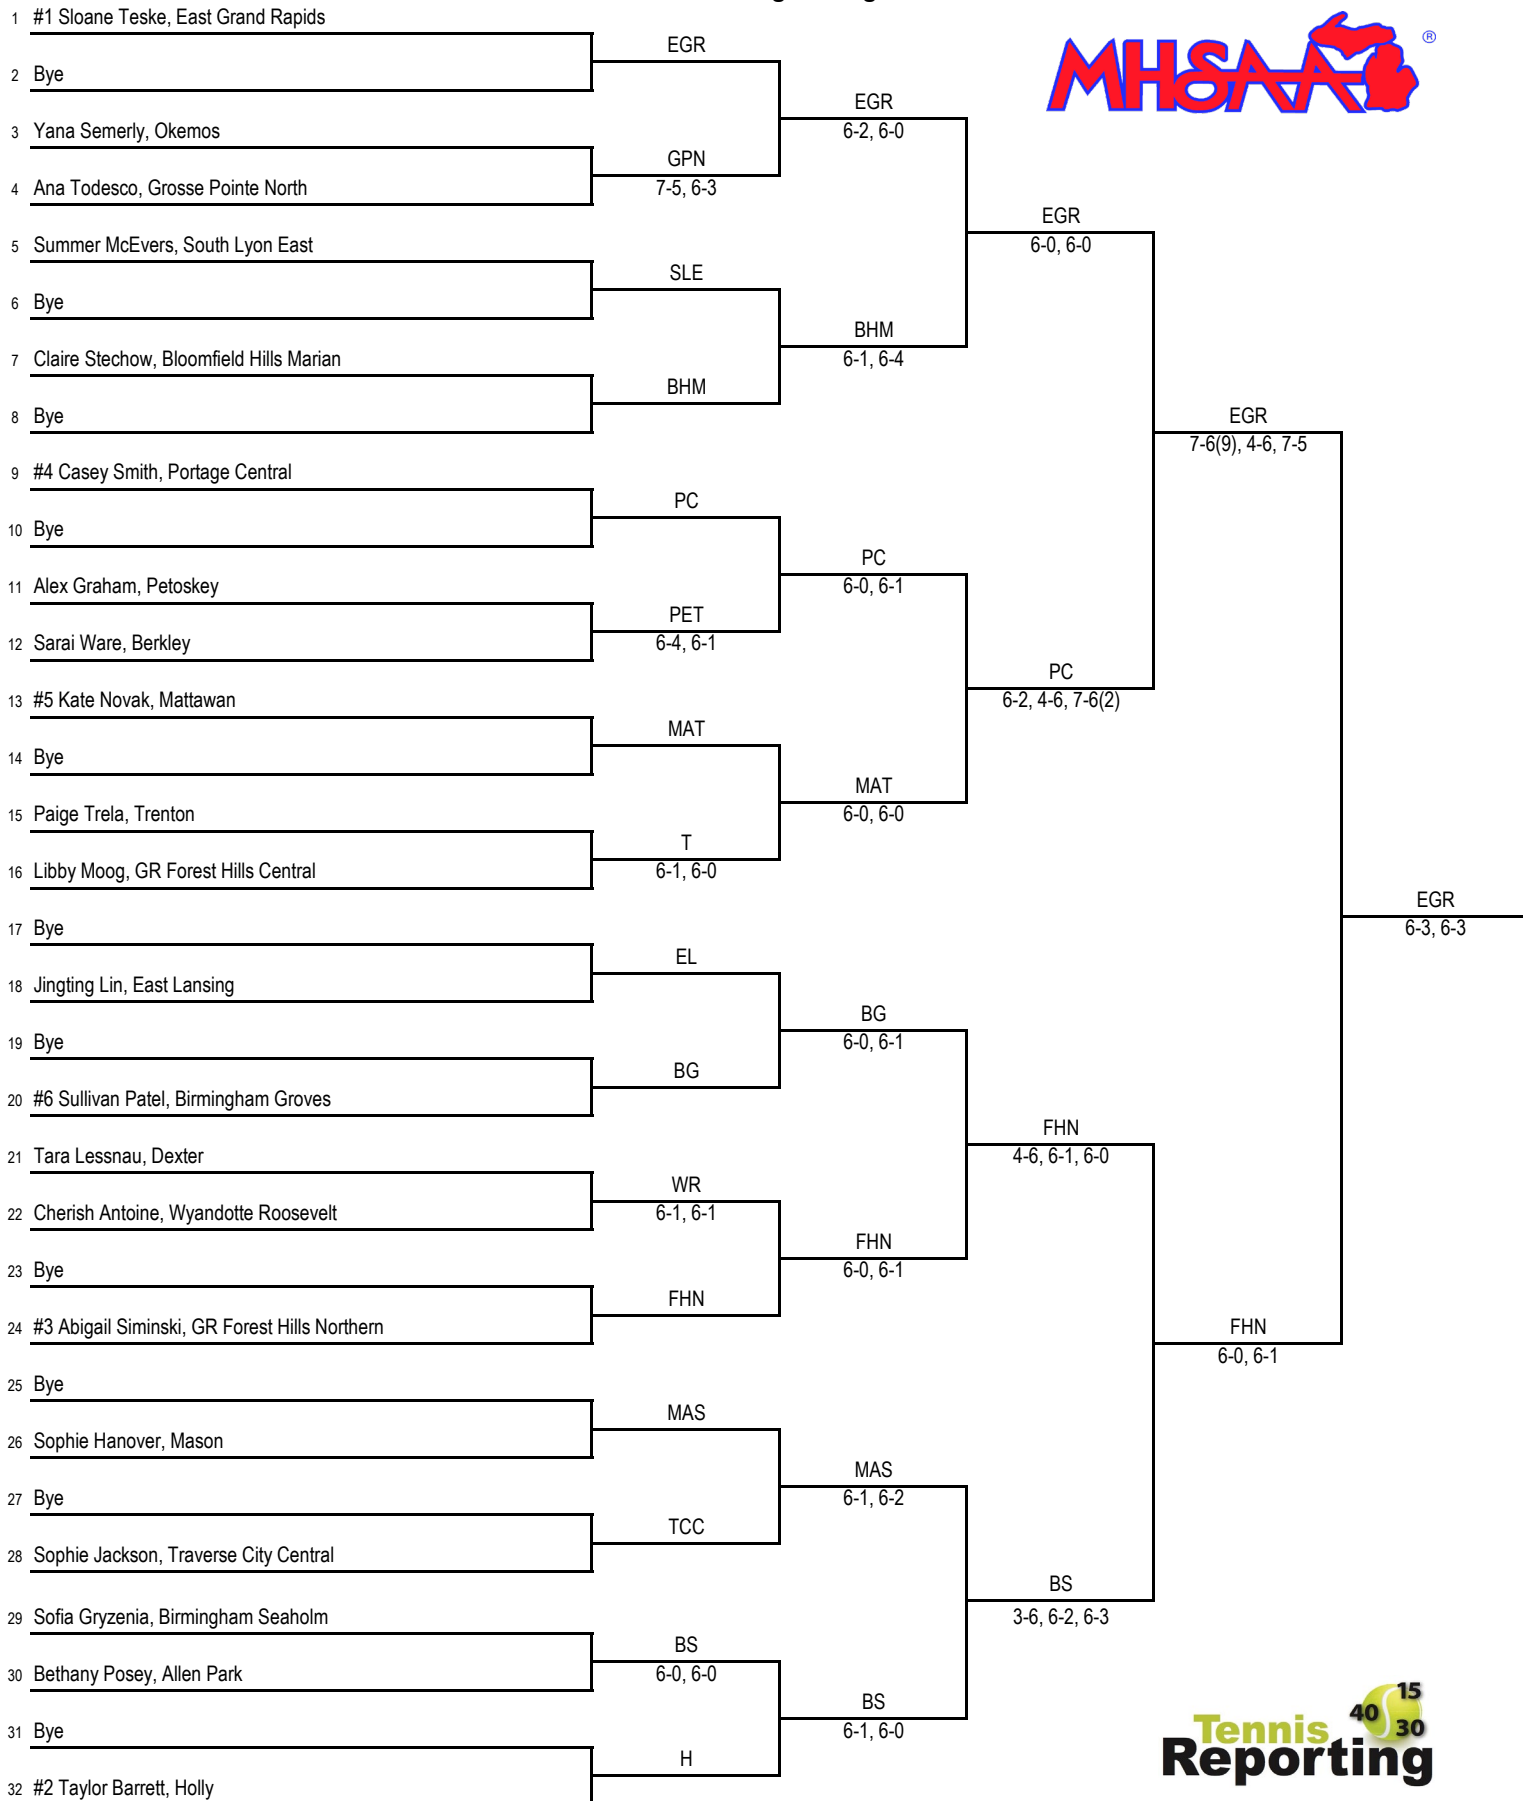 1 #1 Sloane Teske, East Grand Rapids
EGR
2 Bye
EGR
3 Yana Semerly, Okemos
6-2, 6-0
GPN
4 Ana Todesco, Grosse Pointe North
7-5, 6-3
EGR
5 Summer McEvers, South Lyon East
6-0, 6-0
SLE
6 Bye
BHM
7 Claire Stechow, Bloomfield Hills Marian
6-1, 6-4
BHM
8 Bye
EGR
7-6(9), 4-6, 7-5
9 #4 Casey Smith, Portage Central
PC
10 Bye
PC
11 Alex Graham, Petoskey
6-0, 6-1
PET
12 Sarai Ware, Berkley
6-4, 6-1
PC
13 #5 Kate Novak, Mattawan
6-2, 4-6, 7-6(2)
MAT
14 Bye
MAT
15 Paige Trela, Trenton
6-0, 6-0
T
16 Libby Moog, GR Forest Hills Central
6-1, 6-0
EGR
17 Bye
6-3, 6-3
EL
18 Jingting Lin, East Lansing
BG
19 Bye
6-0, 6-1
BG
20 #6 Sullivan Patel, Birmingham Groves
FHN
21 Tara Lessnau, Dexter
4-6, 6-1, 6-0
WR
22 Cherish Antoine, Wyandotte Roosevelt
6-1, 6-1
FHN
23 Bye
6-0, 6-1
FHN
24 #3 Abigail Siminski, GR Forest Hills Northern
FHN
6-0, 6-1
25 Bye
MAS
26 Sophie Hanover, Mason
MAS
27 Bye
6-1, 6-2
TCC
28 Sophie Jackson, Traverse City Central
BS
29 Sofia Gryzenia, Birmingham Seaholm
3-6, 6-2, 6-3
BS
30 Bethany Posey, Allen Park
6-0, 6-0
BS
31 Bye
6-1, 6-0
H
32 #2 Taylor Barrett, Holly
MHSAA ®
15
40
30
Tennis
Reporting